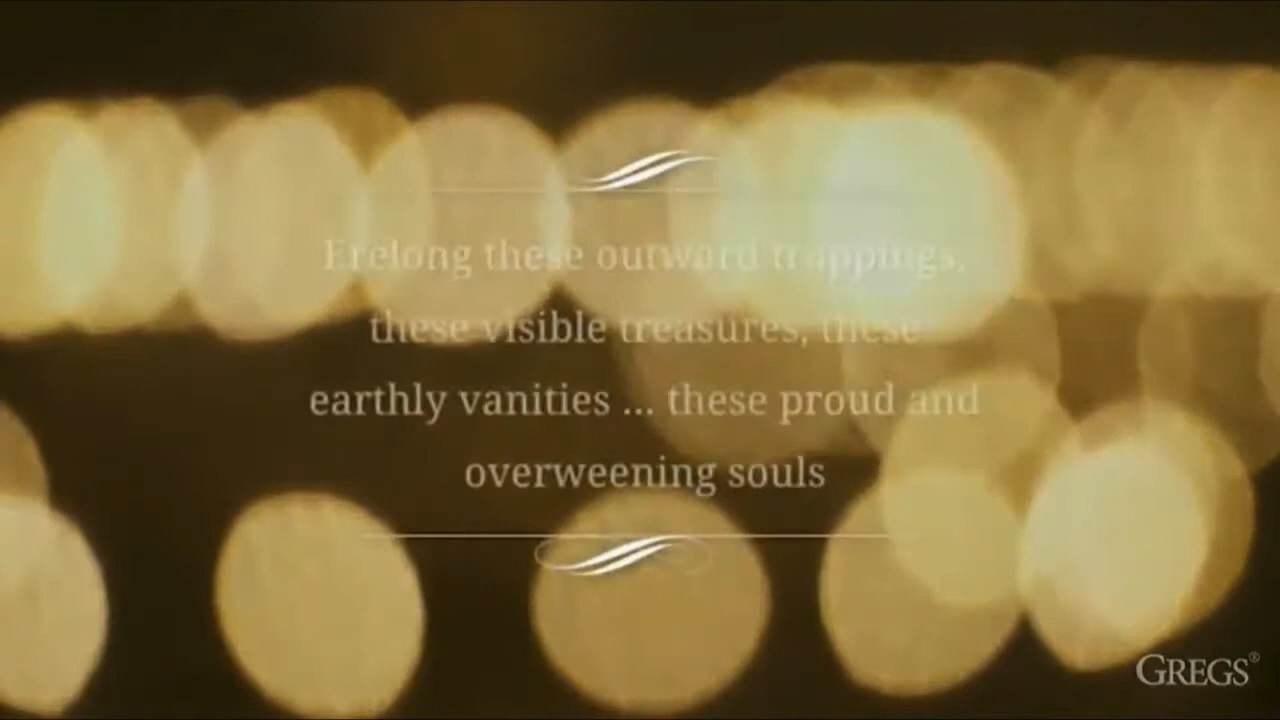 Erelong these outward trappings,
these visible treasures, these
earthly vanities ... these proud and
overweening souls
GREGS®